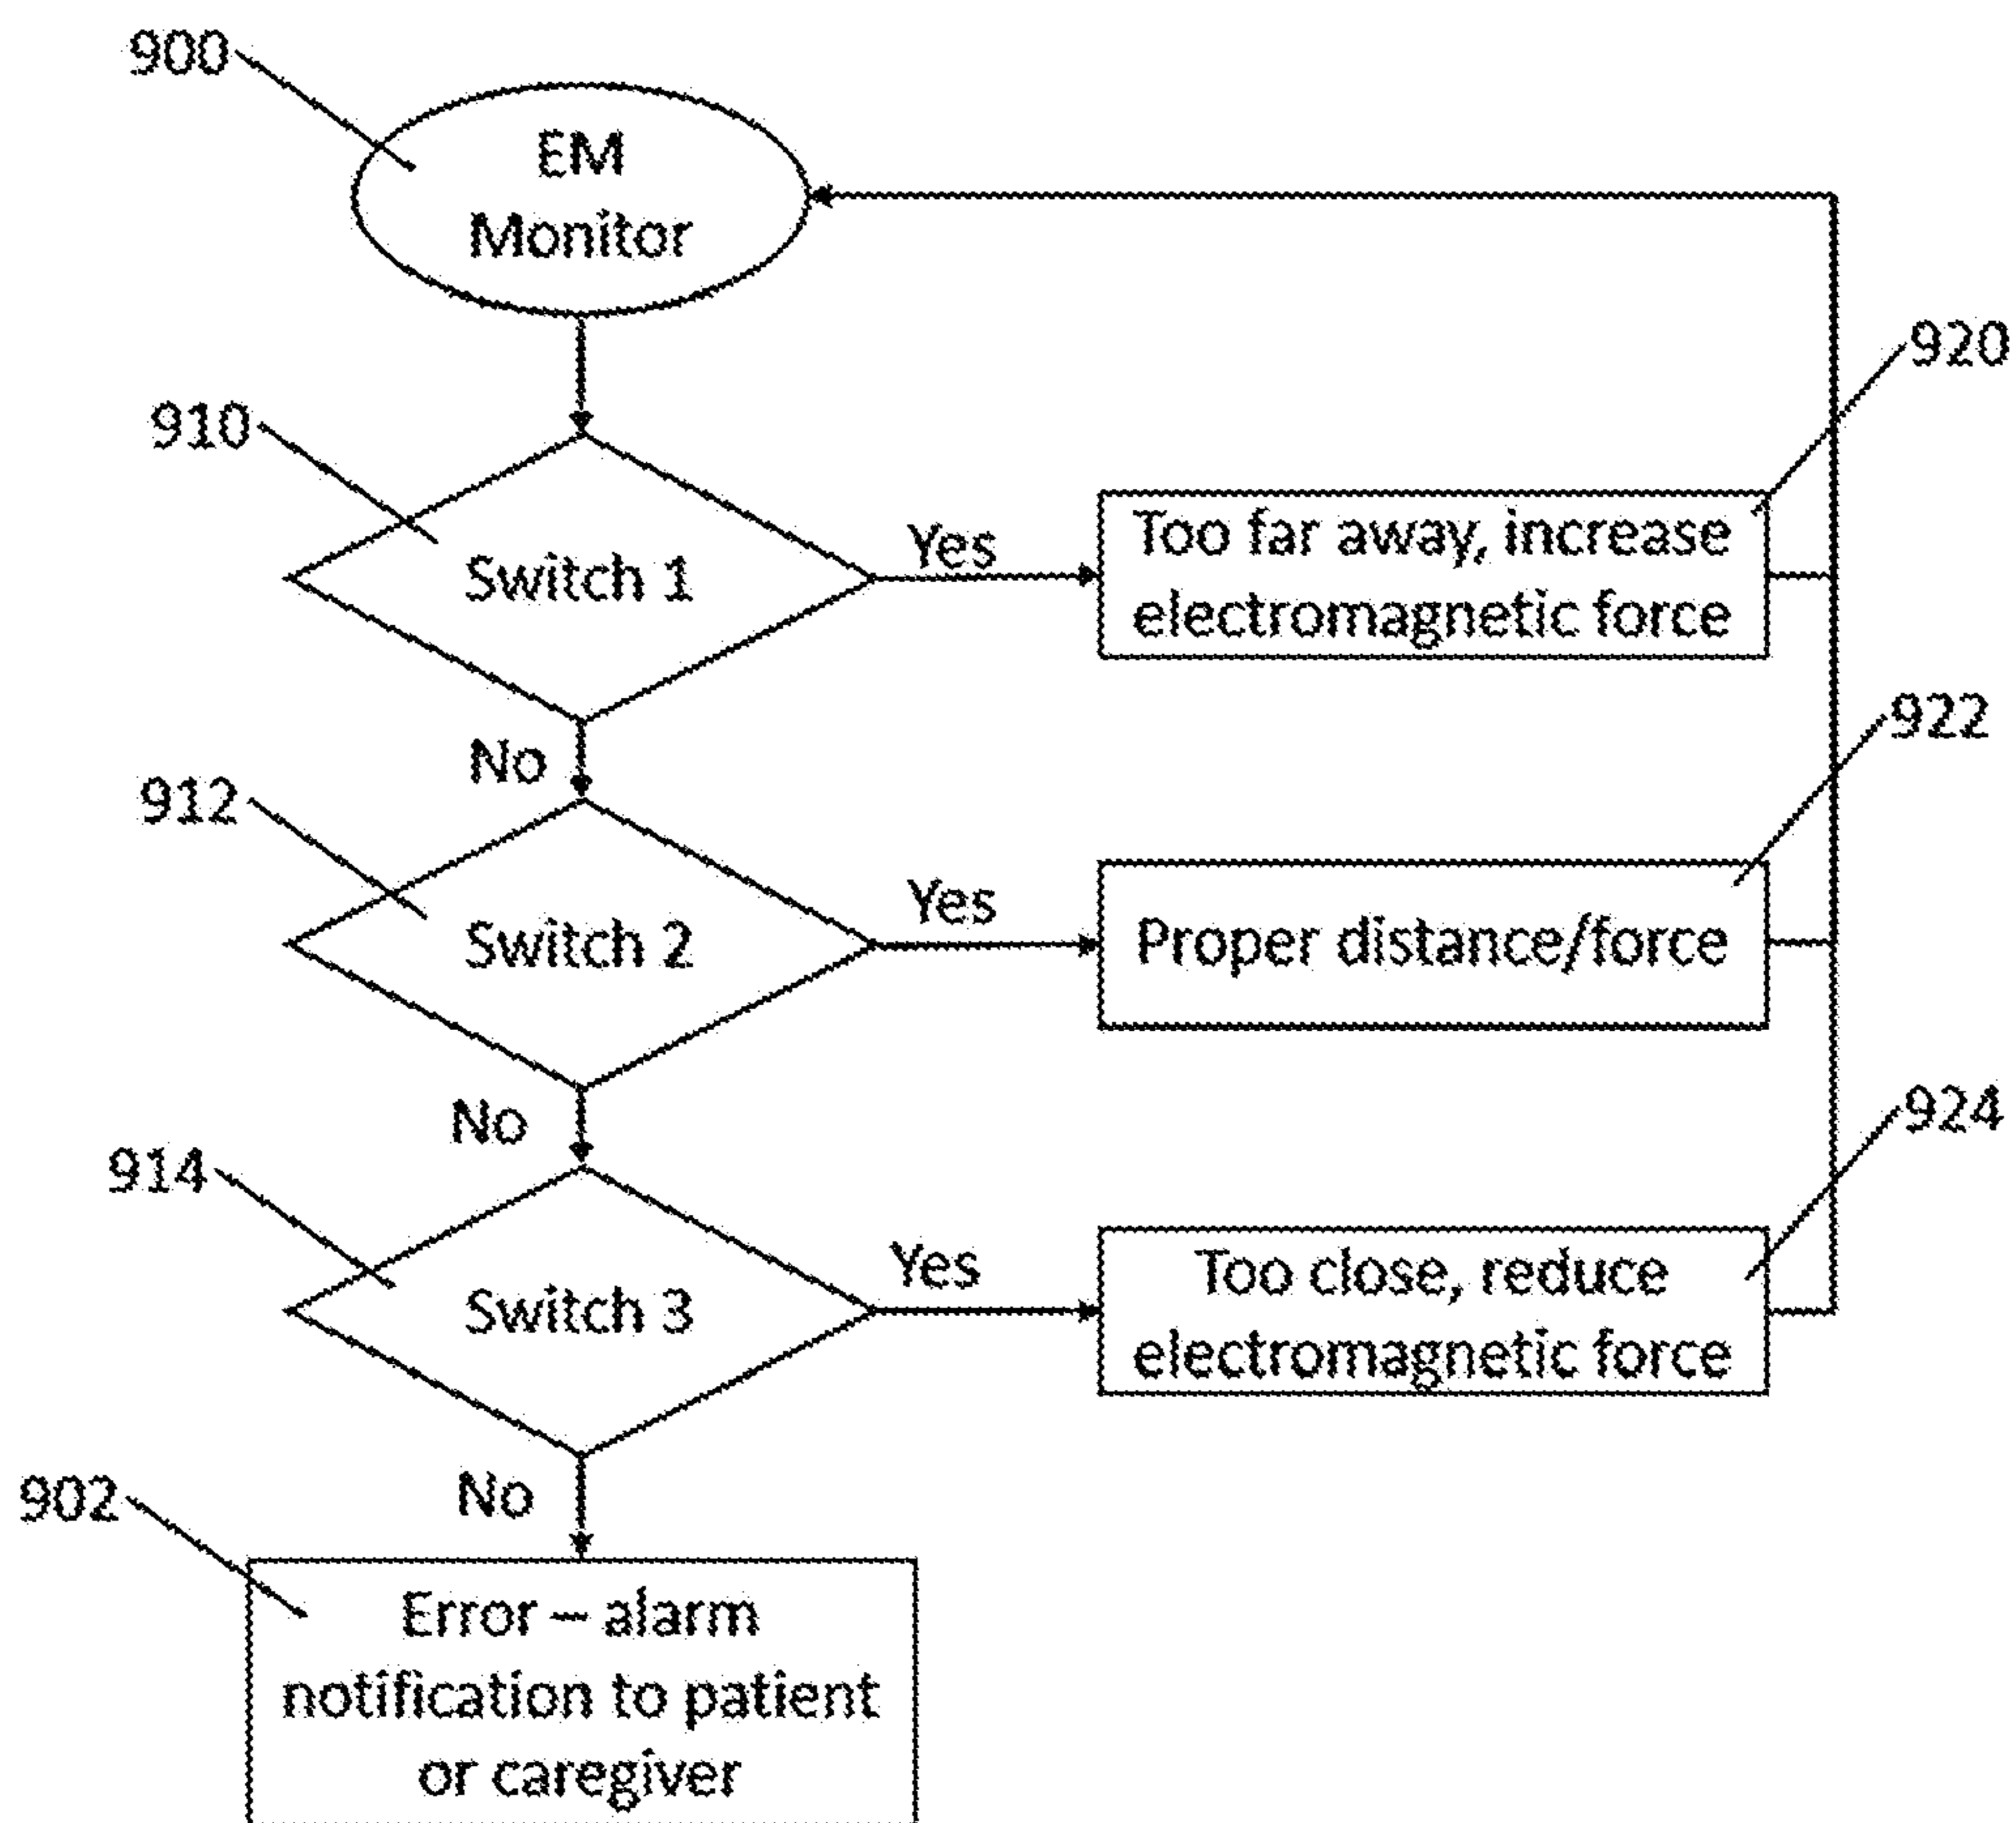 900
EM
Monitor
920
910
Yes
Too far away, increase
electromagnetic force
Switch 1
No
922
912
Yes
Switch 2
Proper distance/force
No
924
914
Yes
Too close, reduce
electromagnetic force
Switch 3
No
902
Error – alarm
notification to patient
or caregiver